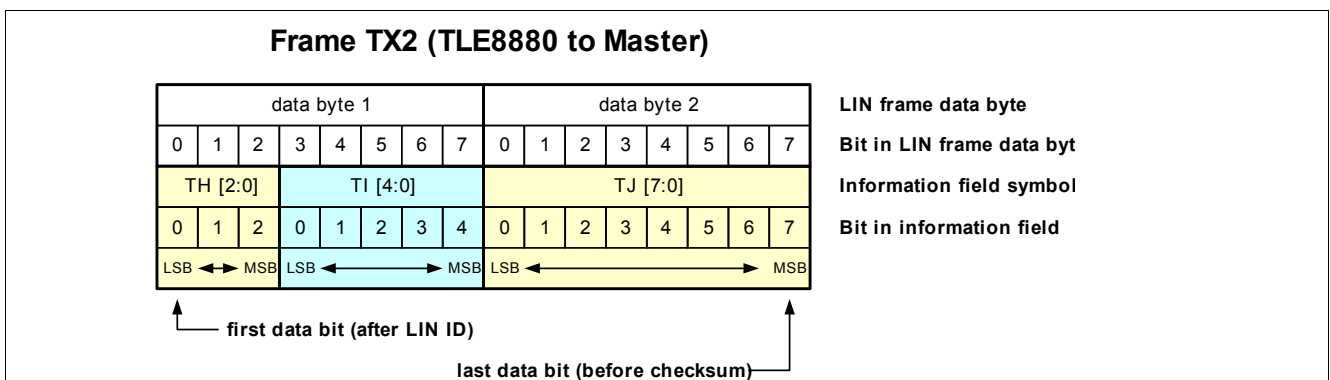 Frame TX2 (TLE8880 to Master)
data byte 1 data byte 2 LIN frame data byte
0 1 2 3 4 5 6 7 0 1 2 3 4 5 6 7 Bit in LIN frame data byt
TH [2:0] TI [4:0] TJ [7:0] Information field symbol
0 1 2 0 1 2 3 4 0 1 2 3 4 5 6 7 Bit in information field
LSB MSB LSB MSB LSB MSB
first data bit (after LIN ID)
last data bit (before checksum)